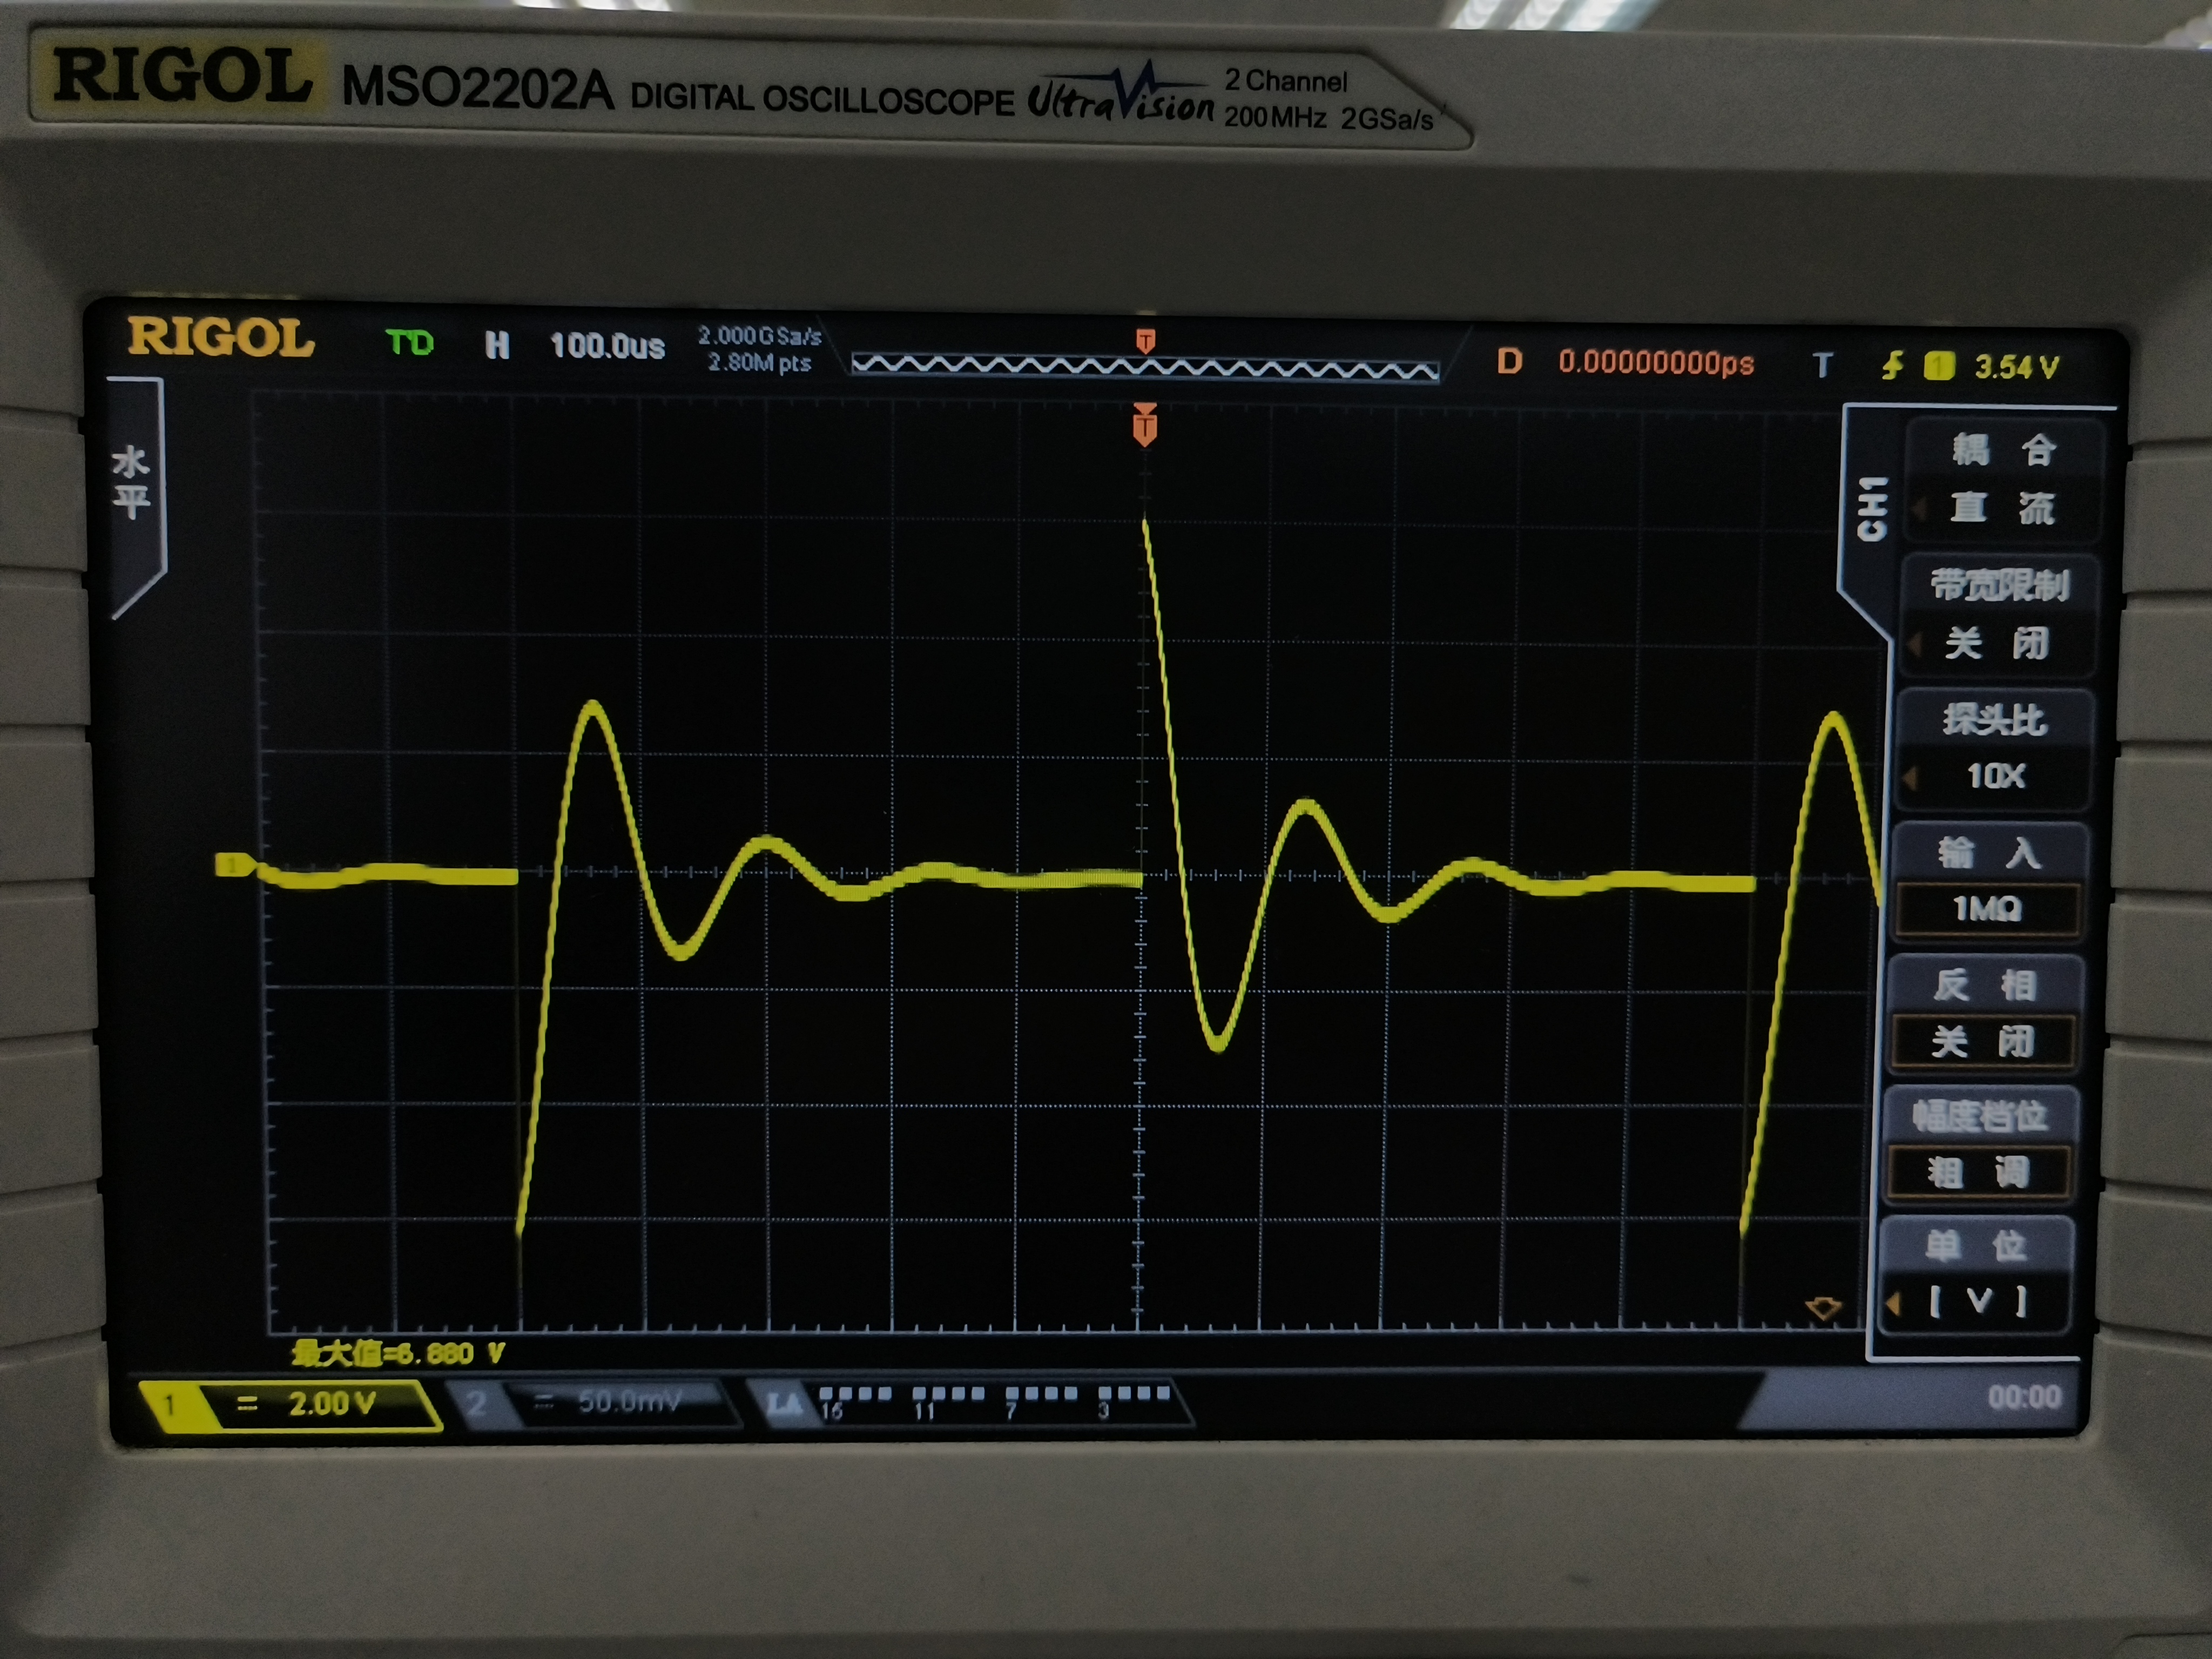 RIGOL MSO2202A DIGITAL OSCILLOSCOPE UltraVision 2 Channel
200MHz 2GSa/s
RIGOL T'D H 100.0us 2.000GSa/s
2.80M pts
T
D 0.00000000ps T 1 3.54 V
水平
T
1
CH1
耦合
直流
带宽限制
关闭
探头比
10X
输入
1MΩ
反相
关闭
幅度档位
粗调
单位
[ V ]
最大值=6.880 V
1 = 2.00 V
2 = 50.0mV
LA
15 11 7 3
00:00